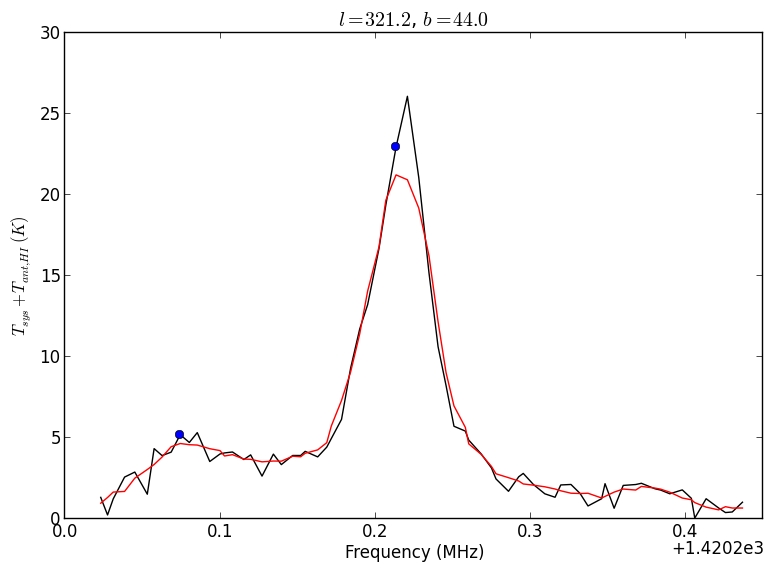 l = 321.2, b = 44.0
30
25
20
15
10
5
0
T_sys + T_ant,HI (K)
0.0 0.1 0.2 0.3 0.4
Frequency (MHz)
+1.4202e3